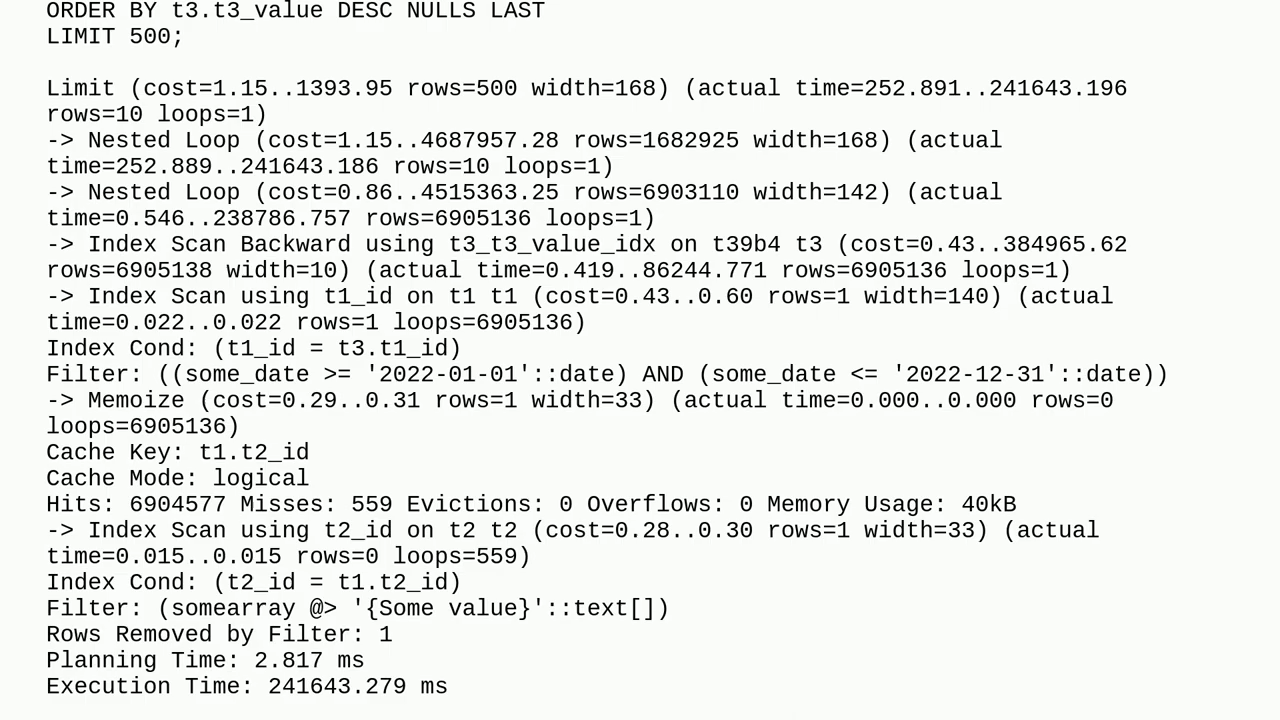 ORDER BY t3.t3_value DESC NULLS LAST
LIMIT 500;
Limit (cost=1.15..1393.95 rows=500 width=168) (actual time=252.891..241643.196
rows=10 loops=1)
-> Nested Loop (cost=1.15..4687957.28 rows=1682925 width=168) (actual
time=252.889..241643.186 rows=10 loops=1)
-> Nested Loop (cost=0.86..4515363.25 rows=6903110 width=142) (actual
time=0.546..238786.757 rows=6905136 loops=1)
-> Index Scan Backward using t3_t3_value_idx on t39b4 t3 (cost=0.43..384965.62
rows=6905138 width=10) (actual time=0.419..86244.771 rows=6905136 loops=1)
-> Index Scan using t1_id on t1 t1 (cost=0.43..0.60 rows=1 width=140) (actual
time=0.022..0.022 rows=1 loops=6905136)
Index Cond: (t1_id = t3.t1_id)
Filter: ((some_date >= '2022-01-01'::date) AND (some_date <= '2022-12-31'::date))
-> Memoize (cost=0.29..0.31 rows=1 width=33) (actual time=0.000..0.000 rows=0
loops=6905136)
Cache Key: t1.t2_id
Cache Mode: logical
Hits: 6904577 Misses: 559 Evictions: 0 Overflows: 0 Memory Usage: 40kB
-> Index Scan using t2_id on t2 t2 (cost=0.28..0.30 rows=1 width=33) (actual
time=0.015..0.015 rows=0 loops=559)
Index Cond: (t2_id = t1.t2_id)
Filter: (somearray @> '{Some value}'::text[])
Rows Removed by Filter: 1
Planning Time: 2.817 ms
Execution Time: 241643.279 ms